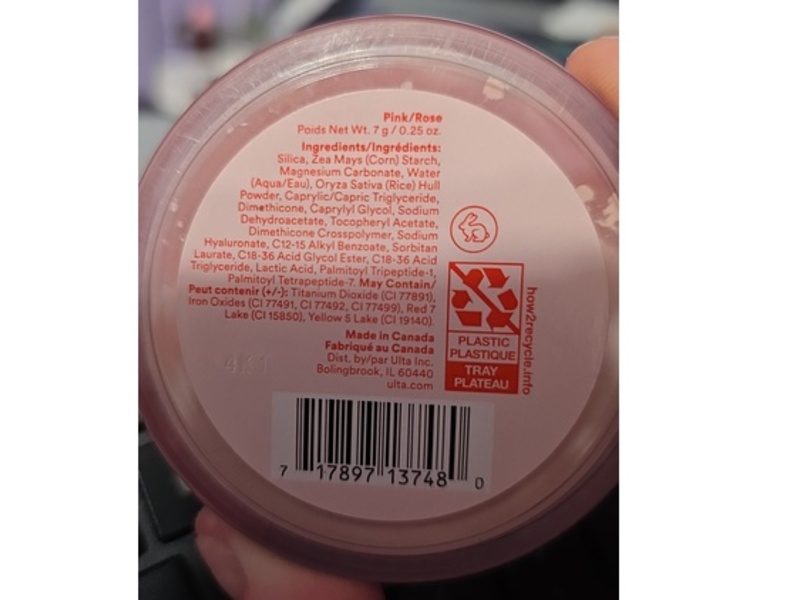 Pink/Rose
Poids Net Wt. 7 g / 0.25 oz.
Ingredients/Ingrédients:
Silica, Zea Mays (Corn) Starch,
Magnesium Carbonate, Water
(Aqua/Eau), Oryza Sativa (Rice) Hull
Powder, Caprylic/Capric Triglyceride,
Dimethicone, Caprylyl Glycol, Sodium
Dehydroacetate, Tocopheryl Acetate,
Dimethicone Crosspolymer, Sodium
Hyaluronate, C12-15 Alkyl Benzoate, Sorbitan
Laurate, C18-36 Acid Glycol Ester, C18-36 Acid
Triglyceride, Lactic Acid, Palmitoyl Tripeptide-1,
Palmitoyl Tetrapeptide-7. May Contain/
Peut contenir (+/-): Titanium Dioxide (CI 77891),
Iron Oxides (CI 77491, CI 77492, CI 77499), Red 7
Lake (CI 15850), Yellow 5 Lake (CI 19140).
Made in Canada
Fabriqué au Canada
Dist. by/par Ulta Inc.
Bolingbrook, IL 60440
ulta.com
PLASTIC
PLASTIQUE
TRAY
PLATEAU
how2recycle.info
7 17897 13748 0